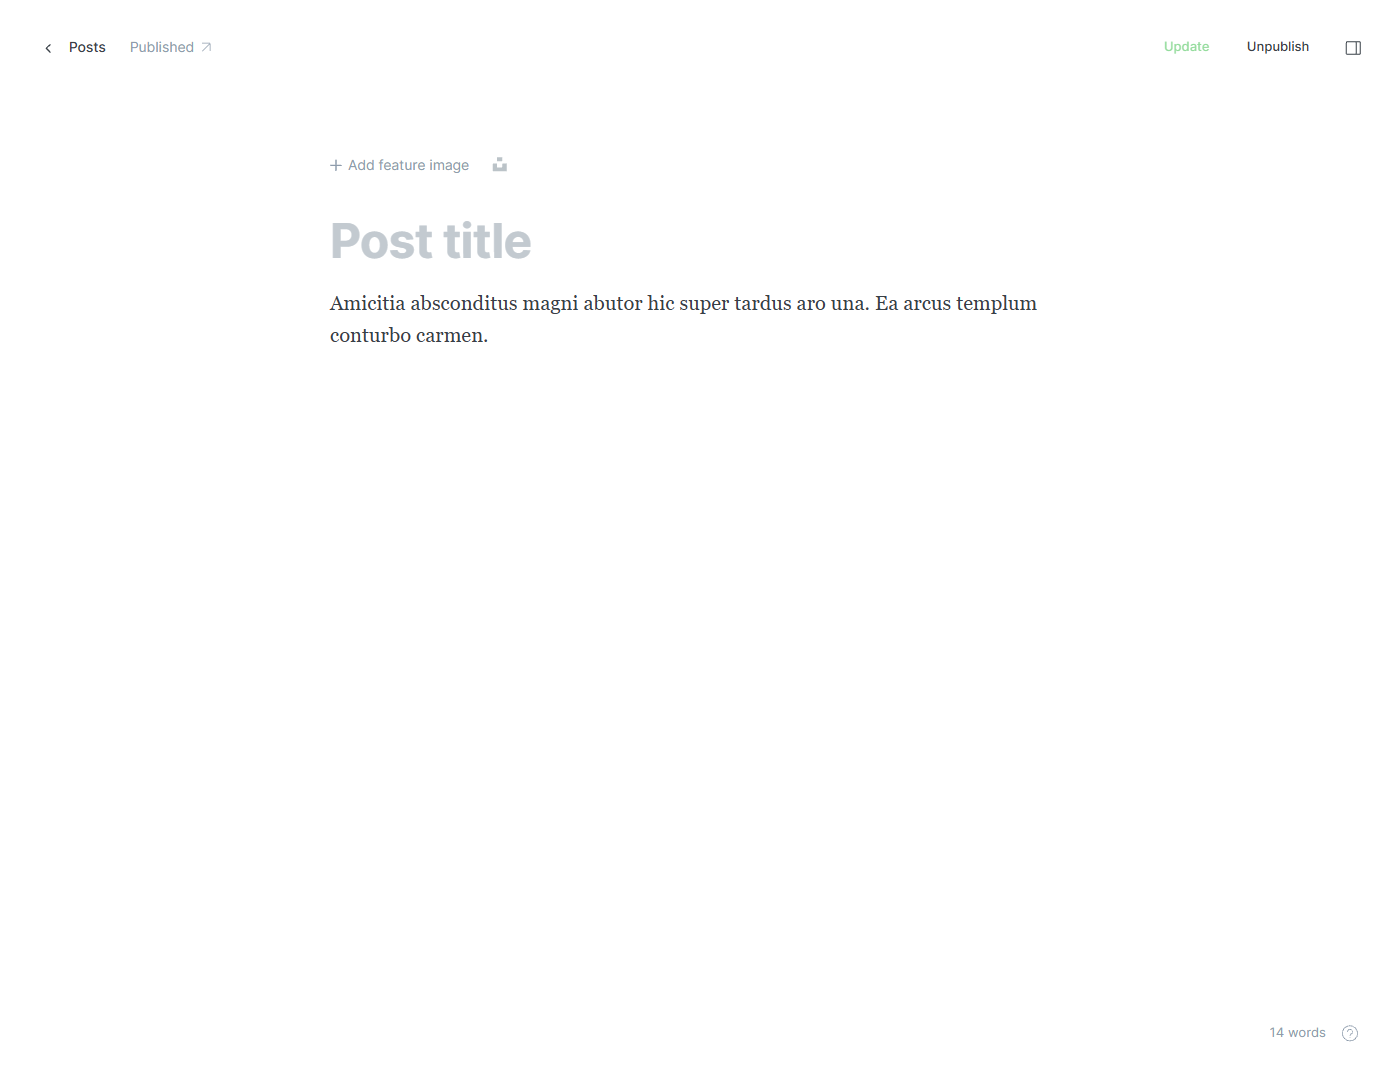 Posts Published Update Unpublish
Add feature image
Post title
Amicitia absconditus magni abutor hic super tardus aro una. Ea arcus templum
conturbo carmen.
14 words